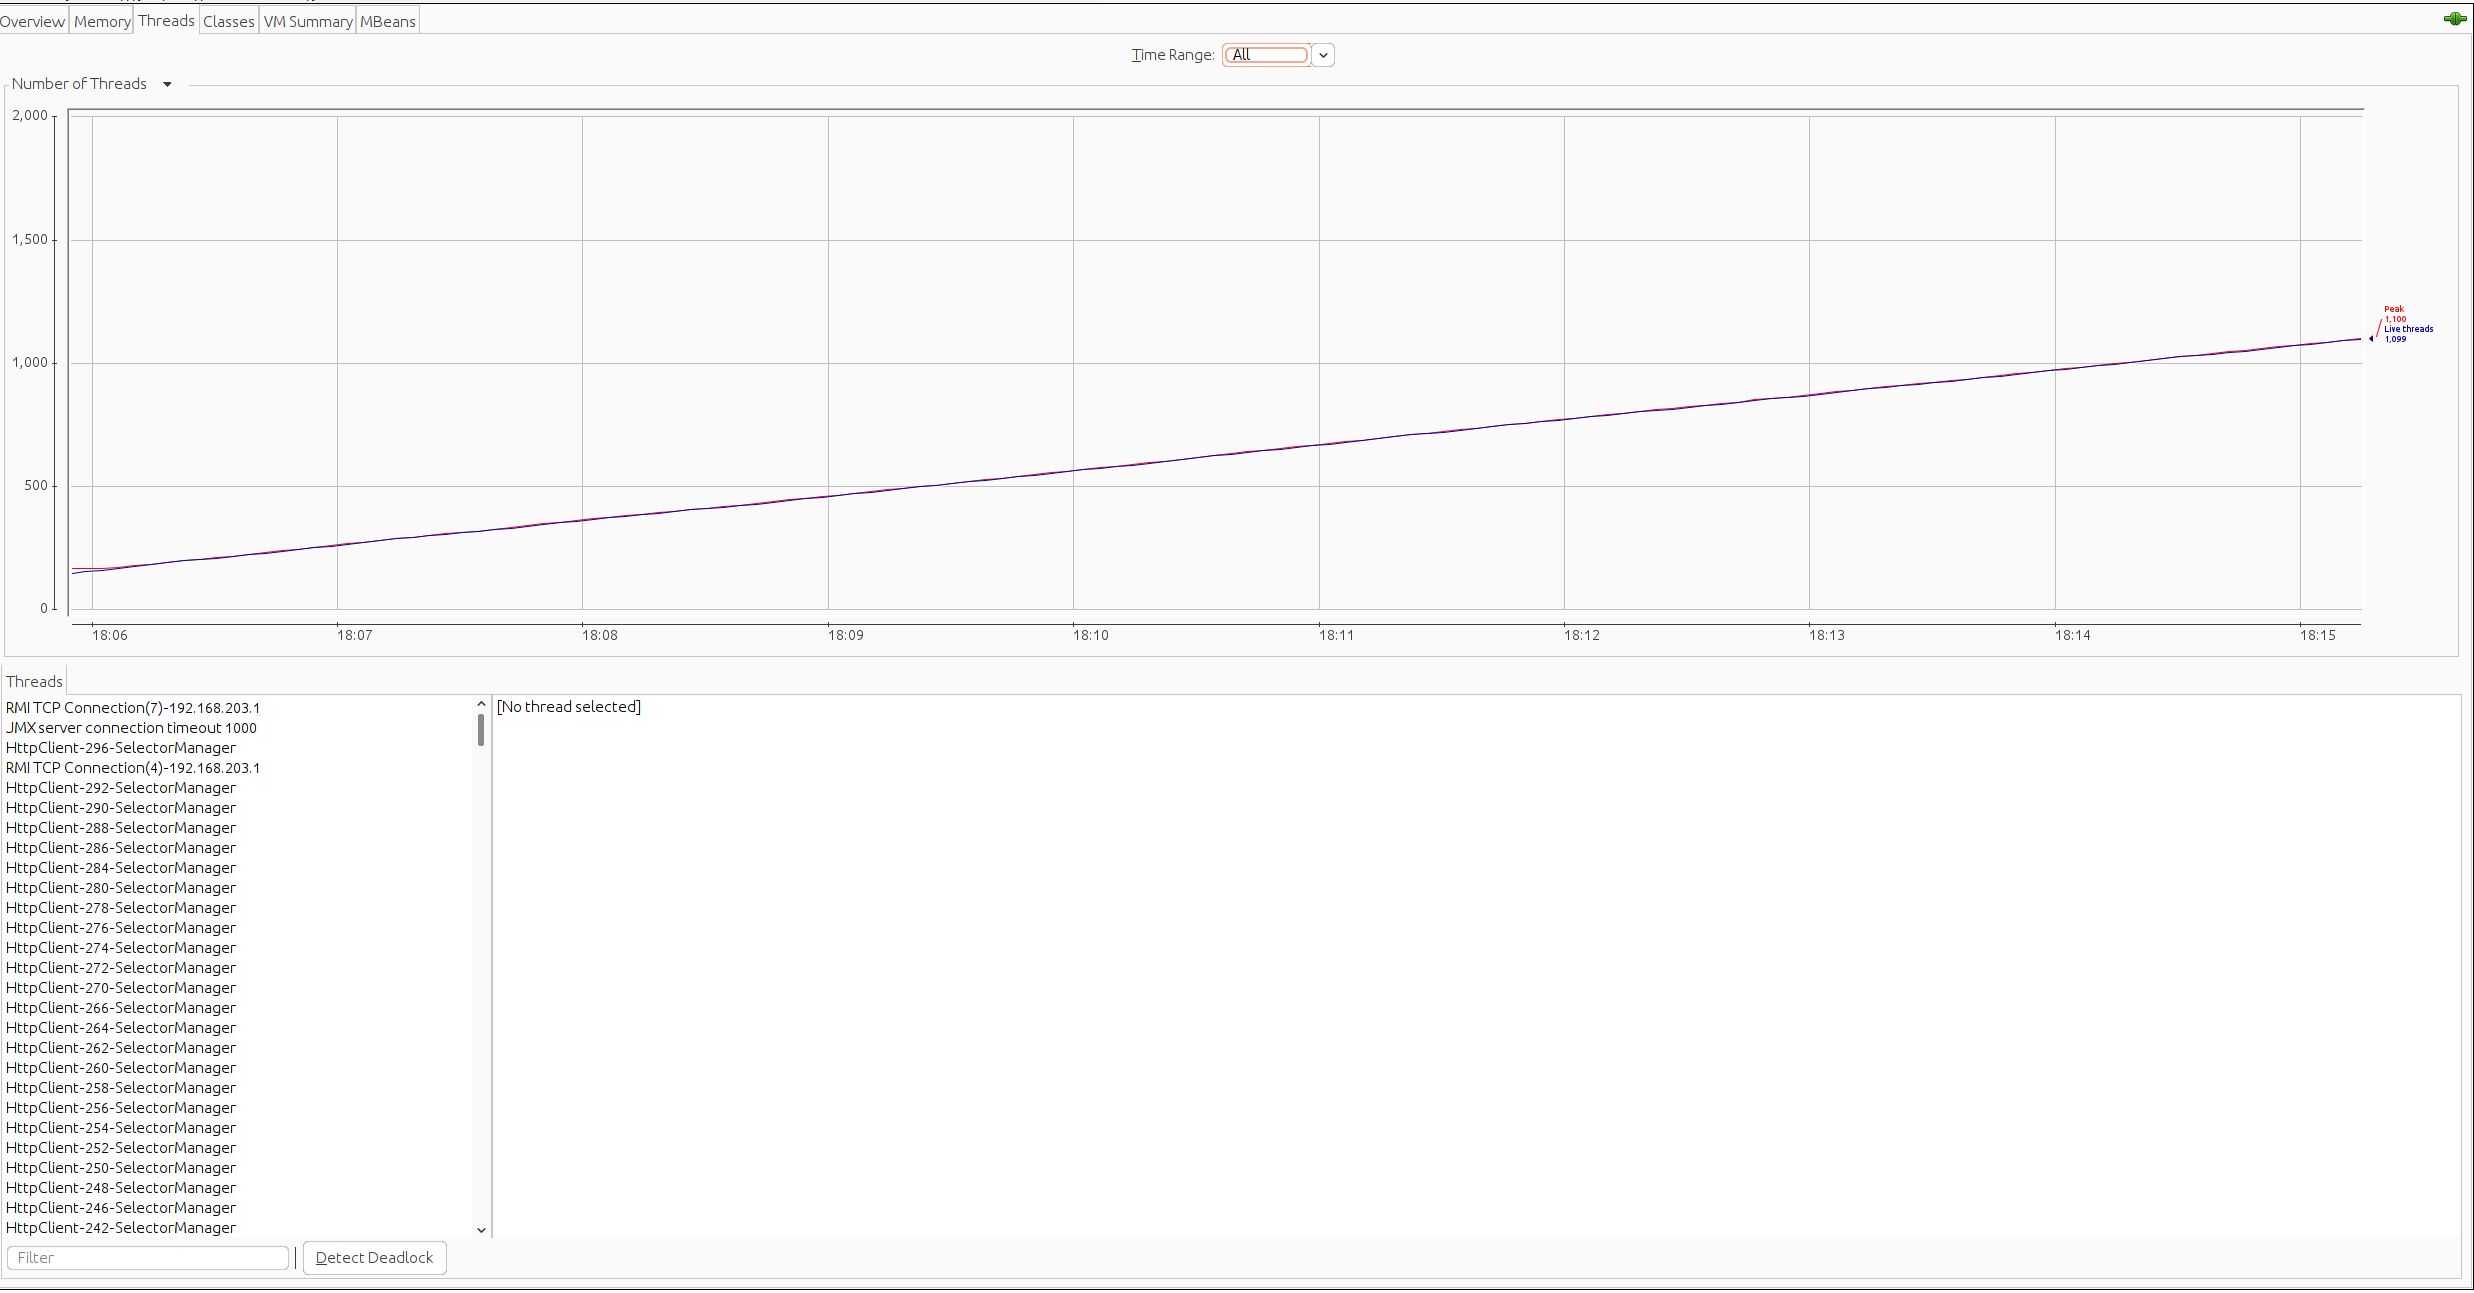 Overview Memory Threads Classes VM Summary MBeans
Time Range: All
Number of Threads
2,000
1,500
1,000
500
0
Peak
1,100
Live threads
1,099
18:06 18:07 18:08 18:09 18:10 18:11 18:12 18:13 18:14 18:15
Threads
RMI TCP Connection(7)-192.168.203.1
JMX server connection timeout 1000
HttpClient-296-SelectorManager
RMI TCP Connection(4)-192.168.203.1
HttpClient-292-SelectorManager
HttpClient-290-SelectorManager
HttpClient-288-SelectorManager
HttpClient-286-SelectorManager
HttpClient-284-SelectorManager
HttpClient-280-SelectorManager
HttpClient-278-SelectorManager
HttpClient-276-SelectorManager
HttpClient-274-SelectorManager
HttpClient-272-SelectorManager
HttpClient-270-SelectorManager
HttpClient-266-SelectorManager
HttpClient-264-SelectorManager
HttpClient-262-SelectorManager
HttpClient-260-SelectorManager
HttpClient-258-SelectorManager
HttpClient-256-SelectorManager
HttpClient-254-SelectorManager
HttpClient-252-SelectorManager
HttpClient-250-SelectorManager
HttpClient-248-SelectorManager
HttpClient-246-SelectorManager
HttpClient-242-SelectorManager
[No thread selected]
Filter
Detect Deadlock